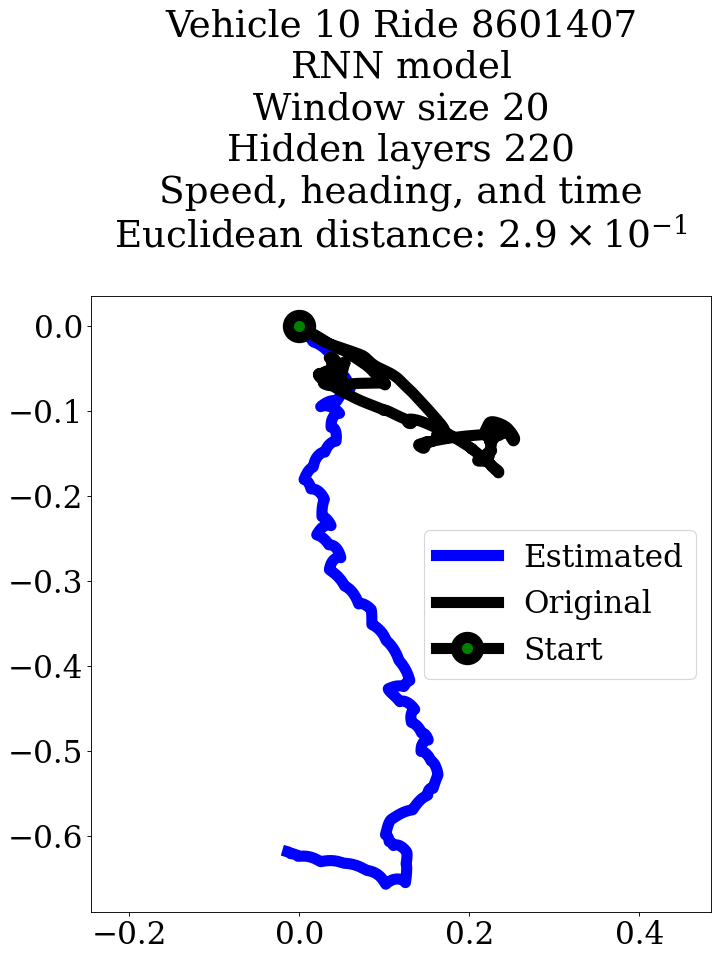 Vehicle 10 Ride 8601407
RNN model
Window size 20
Hidden layers 220
Speed, heading, and time
Euclidean distance: 2.9 × 10⁻¹
0.0
−0.1
−0.2
−0.3
−0.4
−0.5
−0.6
Estimated
Original
Start
−0.2 0.0 0.2 0.4